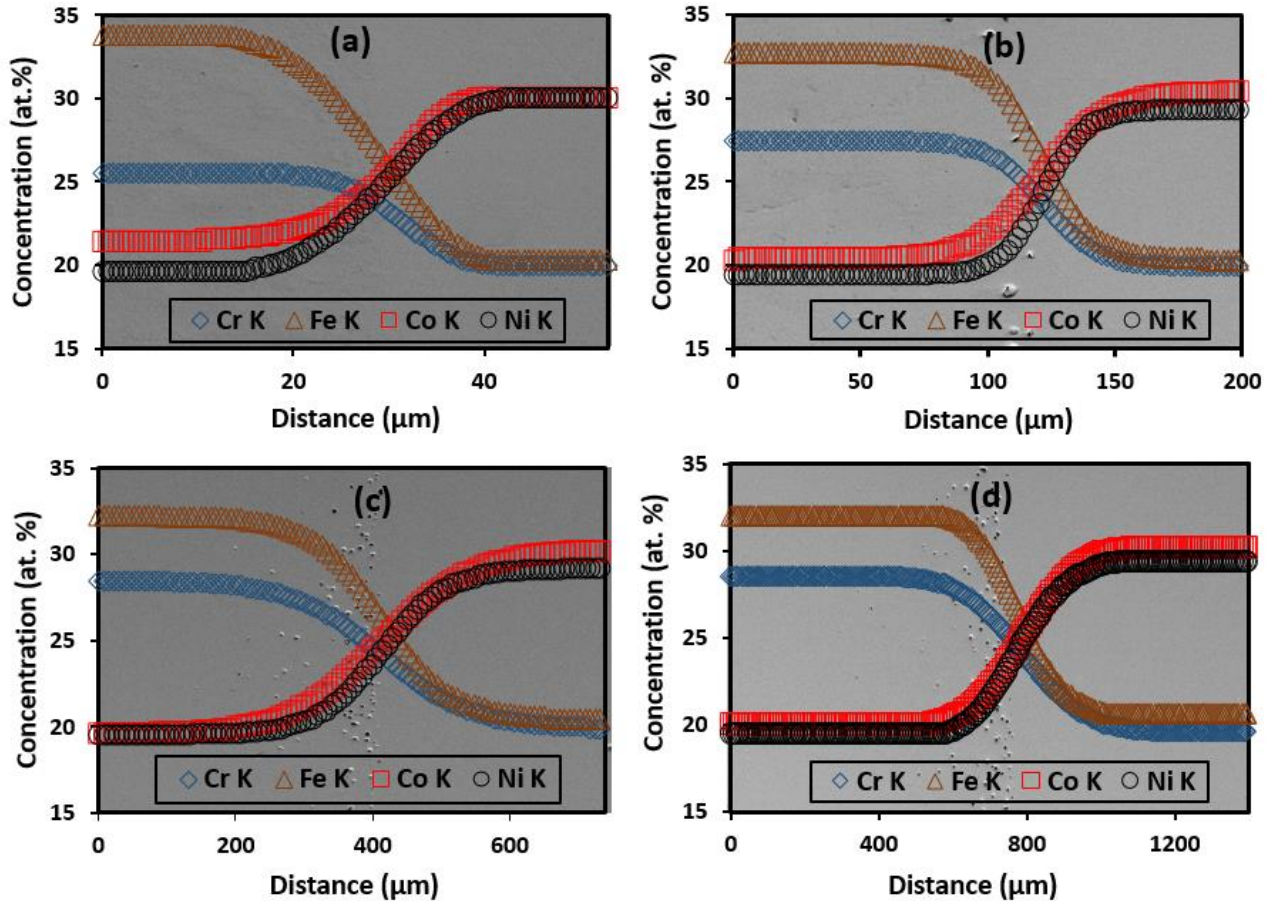 35
30
25
20
15
Concentration (at.%)
(a)
◇ Cr K △ Fe K □ Co K ○ Ni K
0 20 40
Distance (µm)
35
30
25
20
15
Concentration (at.%)
(b)
◇ Cr K △ Fe K □ Co K ○ Ni K
0 50 100 150 200
Distance (µm)
35
30
25
20
15
Concentration (at. %)
(c)
◇ Cr K △ Fe K □ Co K ○ Ni K
0 200 400 600
Distance (µm)
35
30
25
20
15
Concentration (at. %)
(d)
◇ Cr K △ Fe K □ Co K ○ Ni K
0 400 800 1200
Distance (µm)